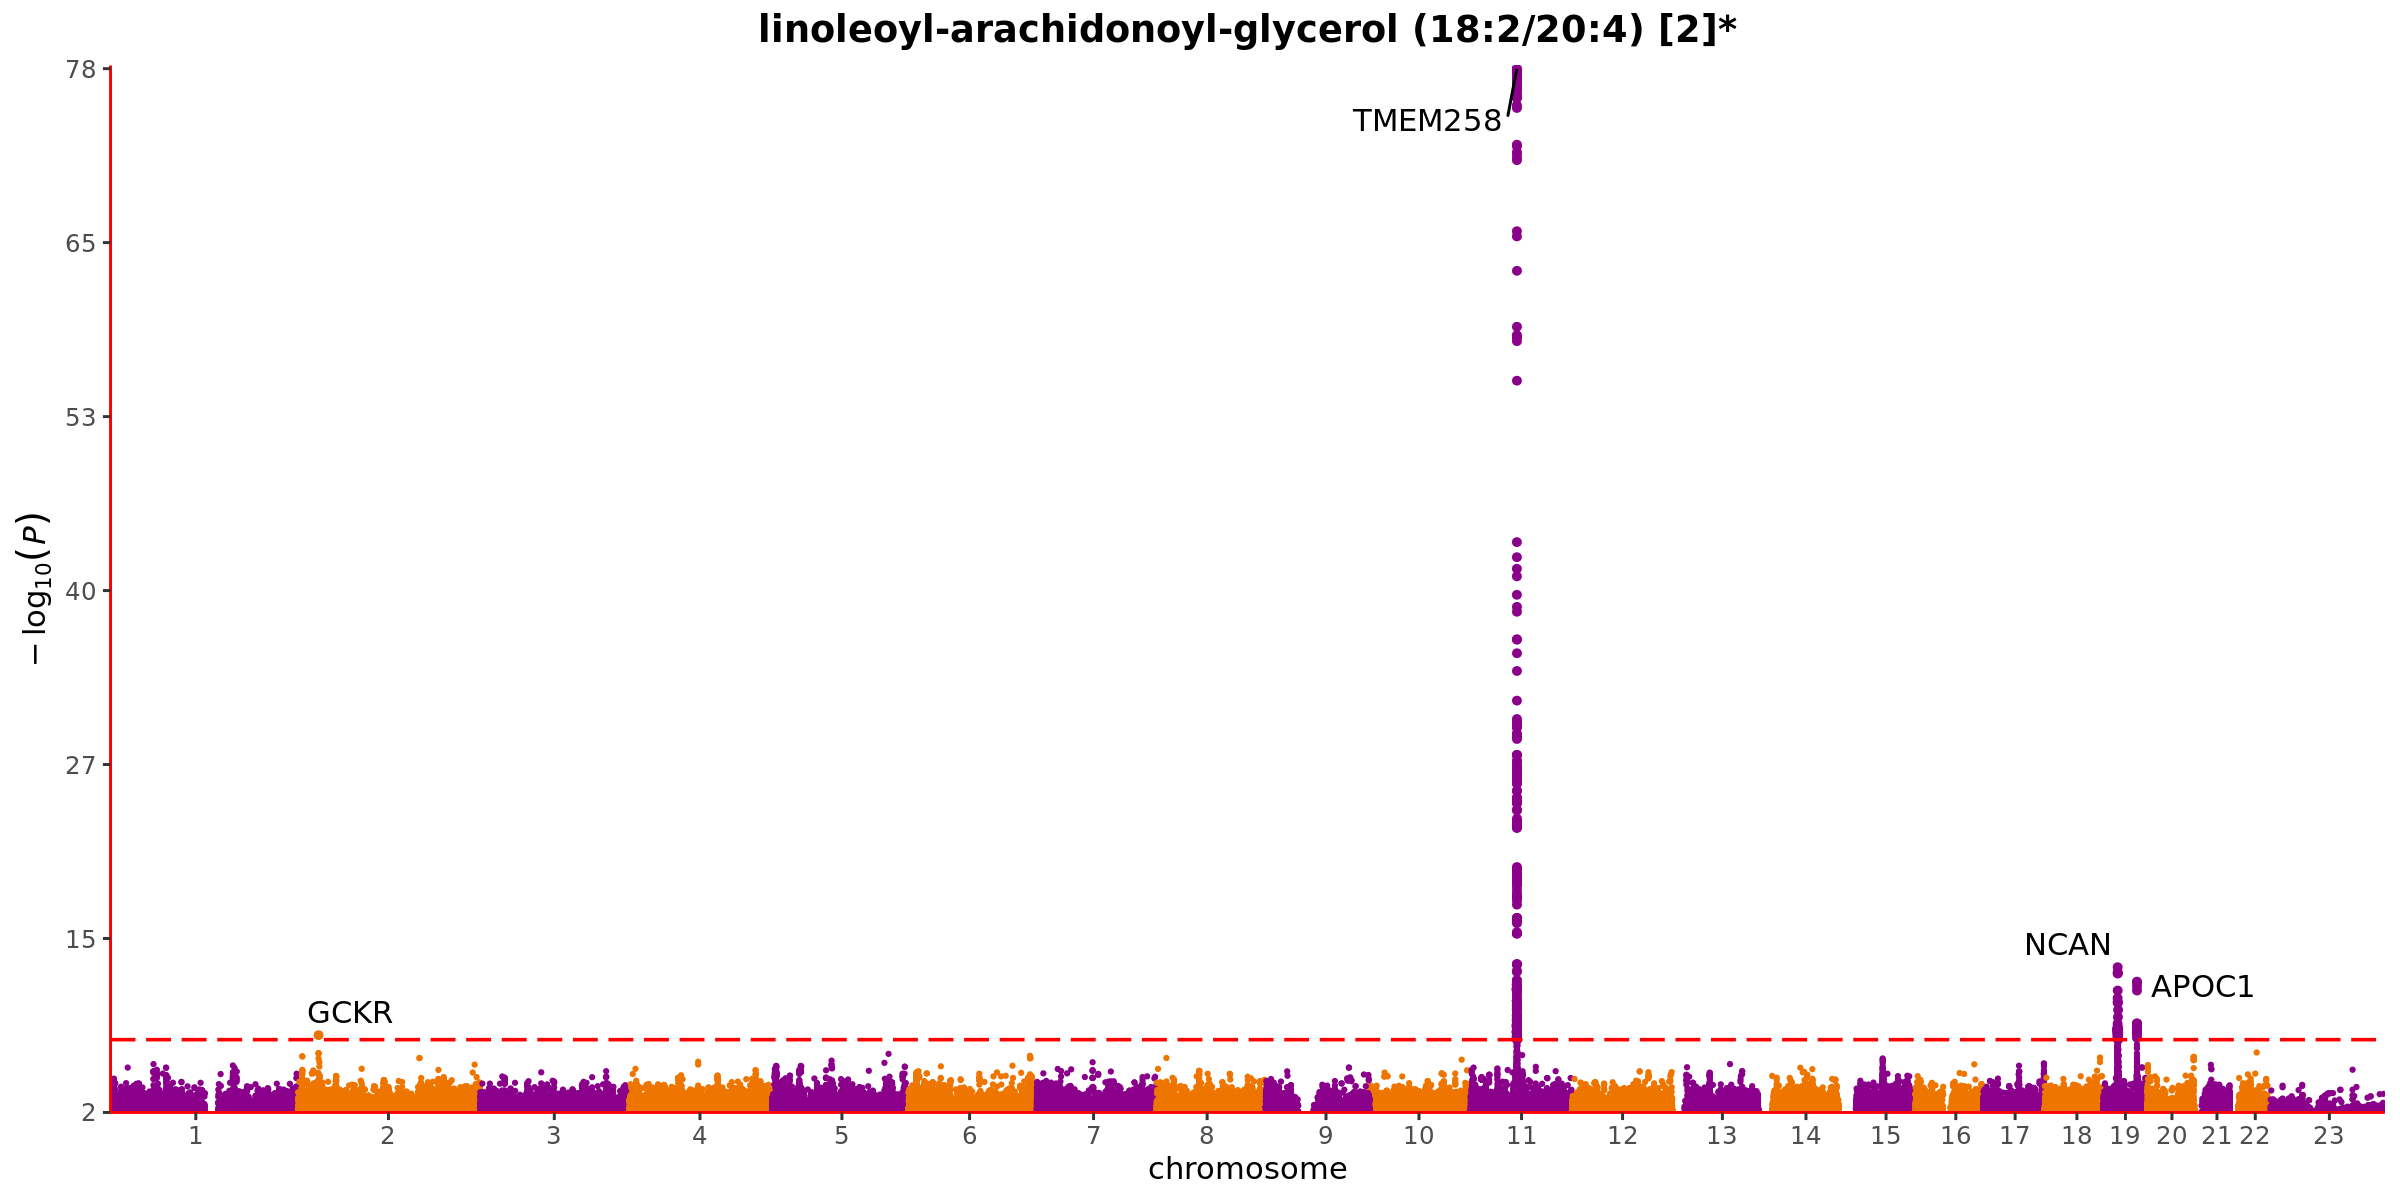 linoleoyl-arachidonoyl-glycerol (18:2/20:4) [2]*
78
TMEM258
65
53
− log10(P)
40
27
15
NCAN
APOC1
GCKR
2
1 2 3 4 5 6 7 8 9 10 11 12 13 14 15 16 17 18 19 20 21 22 23
chromosome